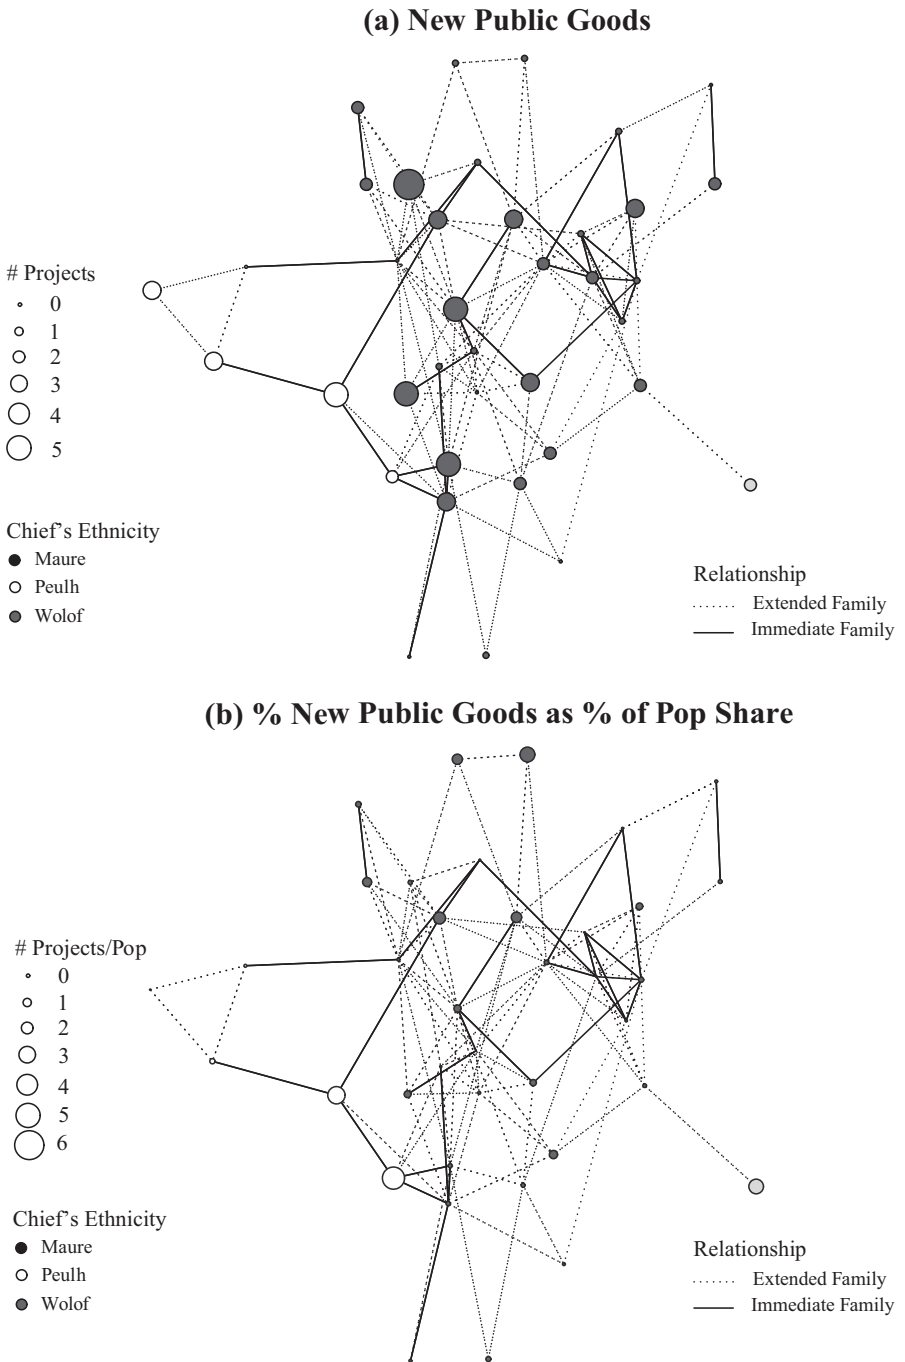 (a) New Public Goods
# Projects
0
1
2
3
4
5
Chief’s Ethnicity
Maure
Peulh
Wolof
Relationship
Extended Family
Immediate Family
(b) % New Public Goods as % of Pop Share
# Projects/Pop
0
1
2
3
4
5
6
Chief’s Ethnicity
Maure
Peulh
Wolof
Relationship
Extended Family
Immediate Family